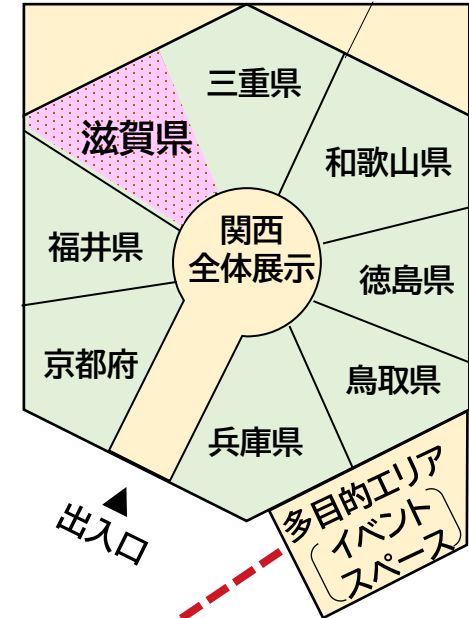 三重県
滋賀県
和歌山県
関西
全体展示
福井県
徳島県
京都府
鳥取県
兵庫県
多目的エリア
イベント
スペース
出入口